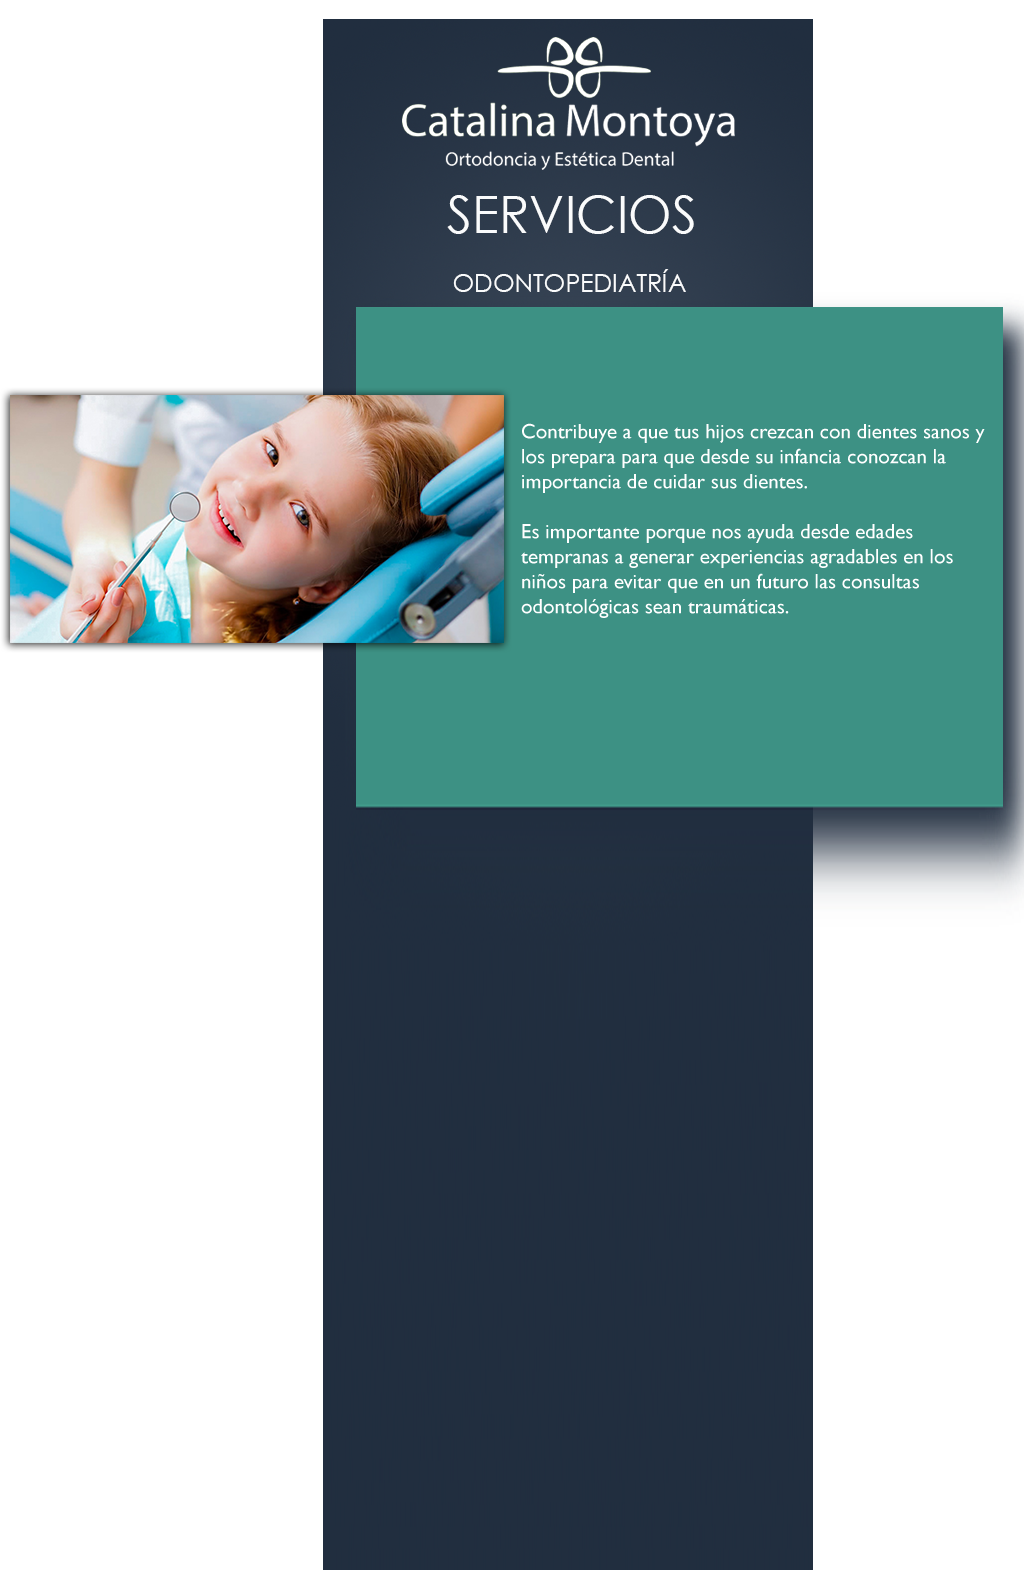 Catalina Montoya
Ortodoncia y Estética Dental
SERVICIOS
ODONTOPEDIATRÍA
Contribuye a que tus hijos crezcan con dientes sanos y
los prepara para que desde su infancia conozcan la
importancia de cuidar sus dientes.
Es importante porque nos ayuda desde edades
tempranas a generar experiencias agradables en los
niños para evitar que en un futuro las consultas
odontológicas sean traumáticas.